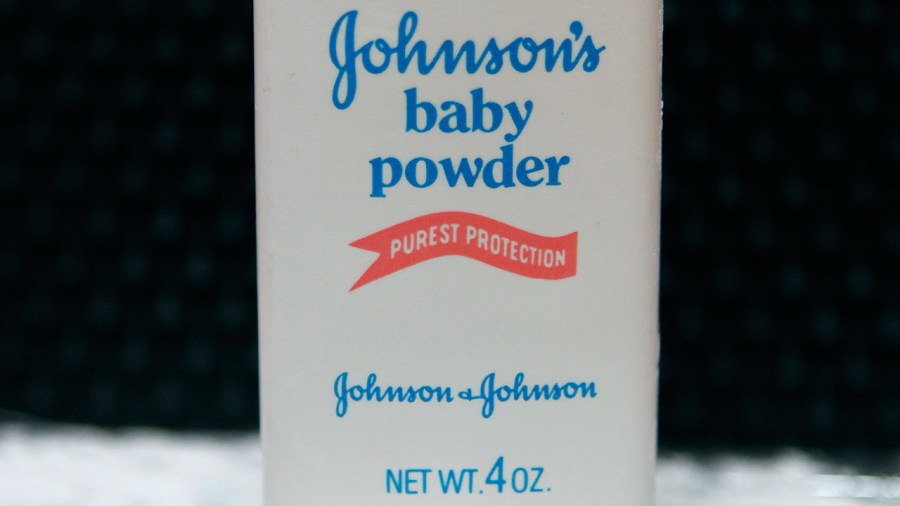 Johnson's
baby
powder
PUREST PROTECTION
Johnson & Johnson
NET WT. 4 OZ.